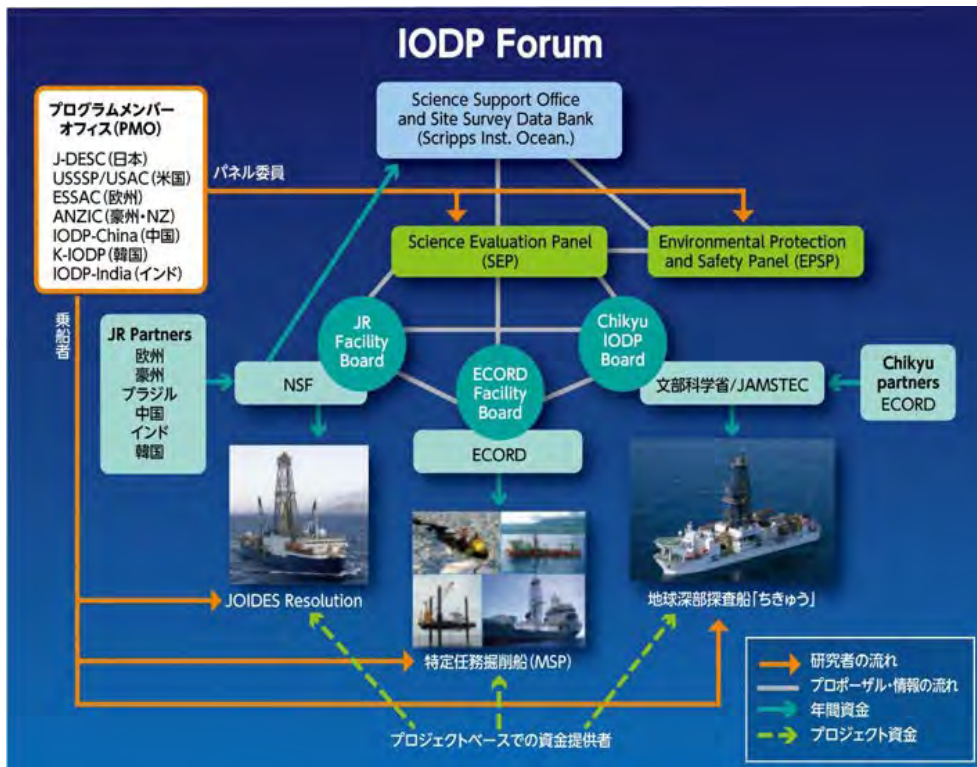 IODP Forum
プログラムメンバー
オフィス(PMO)
J-DESC(日本)
USSSP/USAC(米国)
ESSAC(欧州)
ANZIC(豪州・NZ)
IODP-China(中国)
K-IODP(韓国)
IODP-India(インド)
Science Support Office
and Site Survey Data Bank
(Scripps Inst. Ocean.)
パネル委員
Science Evaluation Panel
(SEP)
Environmental Protection
and Safety Panel (EPSP)
乗船者
JR Partners
欧州
豪州
ブラジル
中国
インド
韓国
NSF
JR
Facility
Board
ECORD
Facility
Board
Chikyu
IODP
Board
文部科学省/JAMSTEC
Chikyu
partners
ECORD
ECORD
JOIDES Resolution
特定任務掘削船(MSP)
地球深部探査船「ちきゅう」
プロジェクトベースでの資金提供者
研究者の流れ
プロポーザル・情報の流れ
年間資金
プロジェクト資金